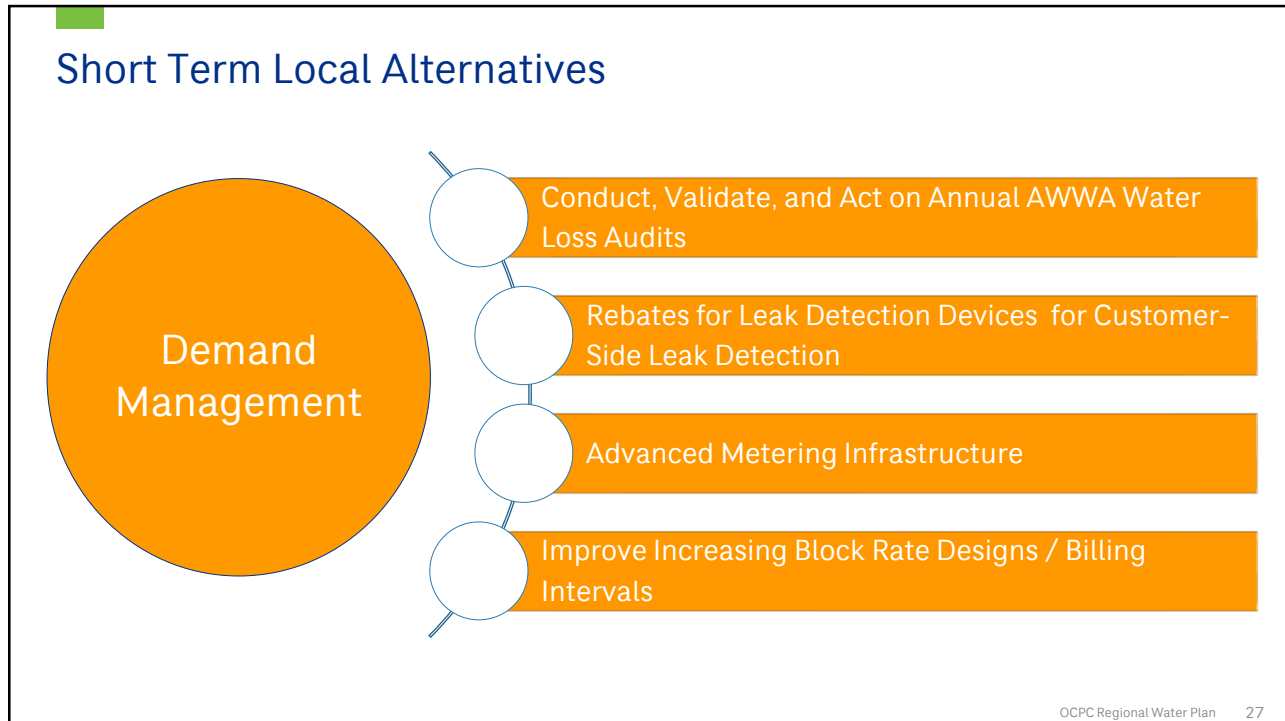 Short Term Local Alternatives
Demand
Management
Conduct, Validate, and Act on Annual AWWA Water
Loss Audits
Rebates for Leak Detection Devices  for Customer-
Side Leak Detection
Advanced Metering Infrastructure
Improve Increasing Block Rate Designs / Billing
Intervals
OCPC Regional Water Plan 27